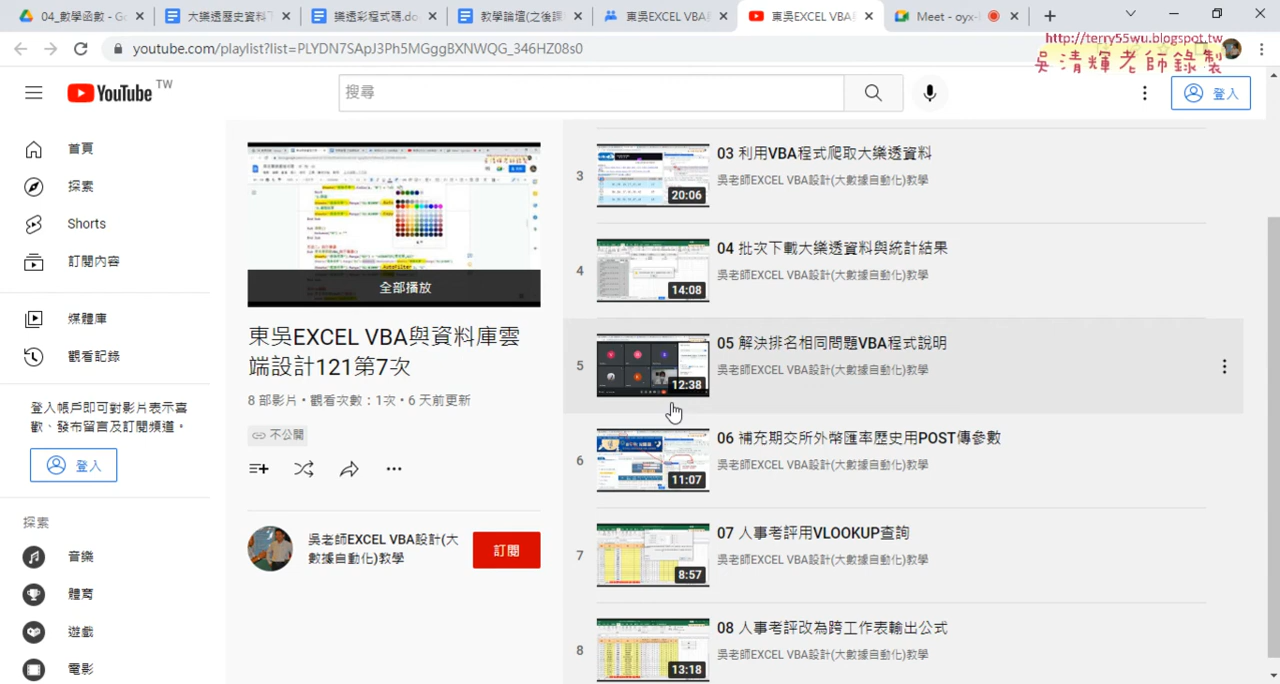 04_數學函數 - Go
大樂透歷史資料下
樂透彩程式碼.do
教學論壇(之後課
東吳EXCEL VBA
東吳EXCEL VBA
Meet - oyx-
youtube.com/playlist?list=PLYDN7SApJ3Ph5MGggBXNWQG_346HZ08s0
http://terry55wu.blogspot.tw
吳清輝老師錄製
YouTube TW
搜尋
登入
首頁
探索
Shorts
訂閱內容
媒體庫
觀看記錄
登入帳戶即可對影片表示喜
歡、發布留言及訂閱頻道。
登入
探索
音樂
體育
遊戲
電影
全部播放
東吳EXCEL VBA與資料庫雲
端設計121第7次
8 部影片・觀看次數：1次・6 天前更新
不公開
吳老師EXCEL VBA設計(大
數據自動化)教學
訂閱
3
20:06
03 利用VBA程式爬取大樂透資料
吳老師EXCEL VBA設計(大數據自動化)教學
4
14:08
04 批次下載大樂透資料與統計結果
吳老師EXCEL VBA設計(大數據自動化)教學
5
12:38
05 解決排名相同問題VBA程式說明
吳老師EXCEL VBA設計(大數據自動化)教學
6
11:07
06 補充期交所外幣匯率歷史用POST傳參數
吳老師EXCEL VBA設計(大數據自動化)教學
7
8:57
07 人事考評用VLOOKUP查詢
吳老師EXCEL VBA設計(大數據自動化)教學
8
13:18
08 人事考評改為跨工作表輸出公式
吳老師EXCEL VBA設計(大數據自動化)教學